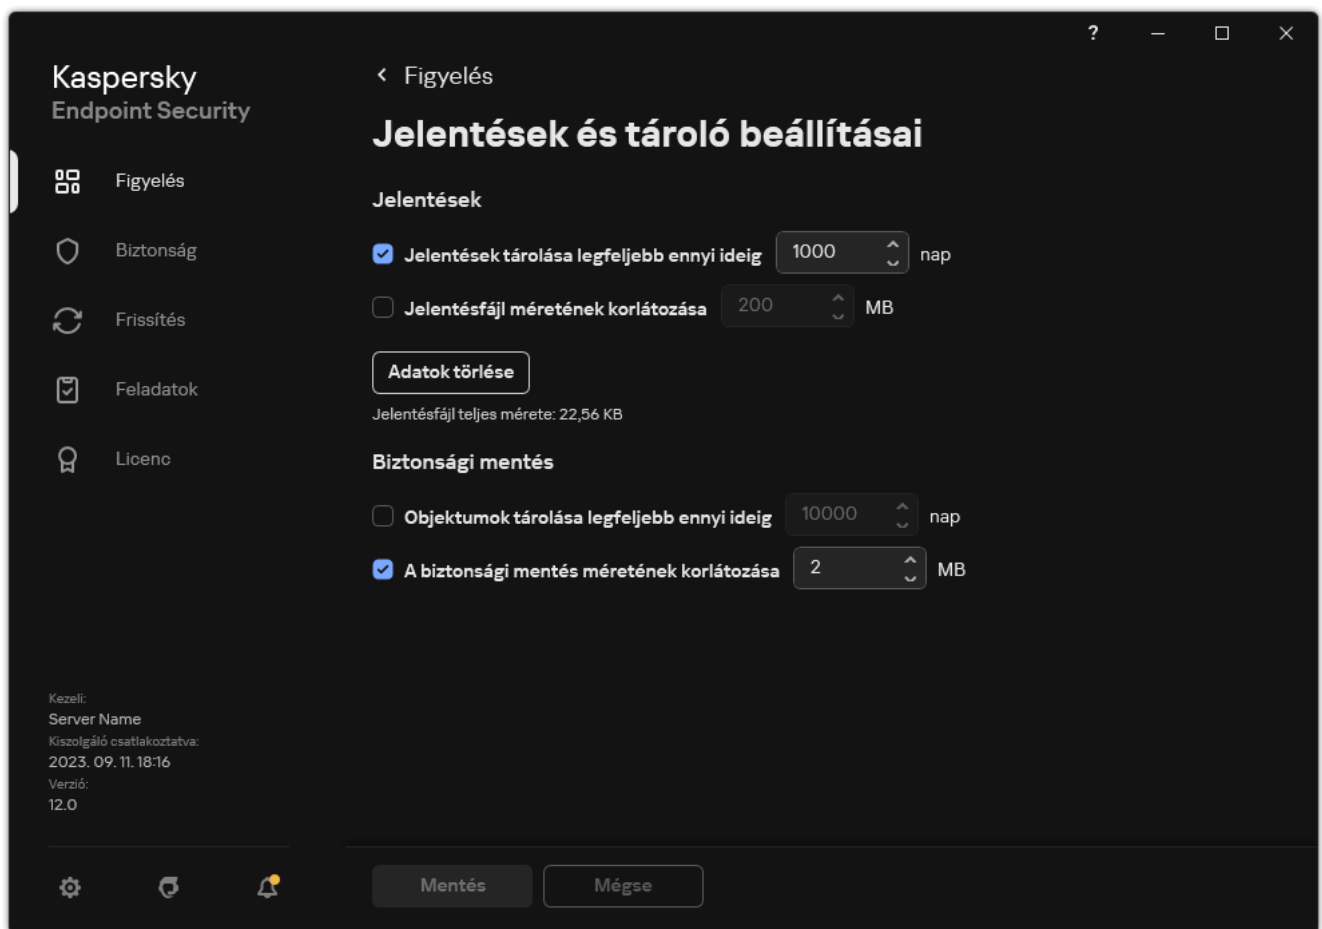 ?
Kaspersky
Endpoint Security
Figyelés
Biztonság
Frissítés
Feladatok
Licenc
Kezeli:
Server Name
Kiszolgáló csatlakoztatva:
2023. 09. 11. 18:16
Verzió:
12.0
Figyelés
Jelentések és tároló beállításai
Jelentések
Jelentések tárolása legfeljebb ennyi ideig 1000 nap
Jelentésfájl méretének korlátozása 200 MB
Adatok törlése
Jelentésfájl teljes mérete: 22,56 KB
Biztonsági mentés
Objektumok tárolása legfeljebb ennyi ideig 10000 nap
A biztonsági mentés méretének korlátozása 2 MB
Mentés Mégse